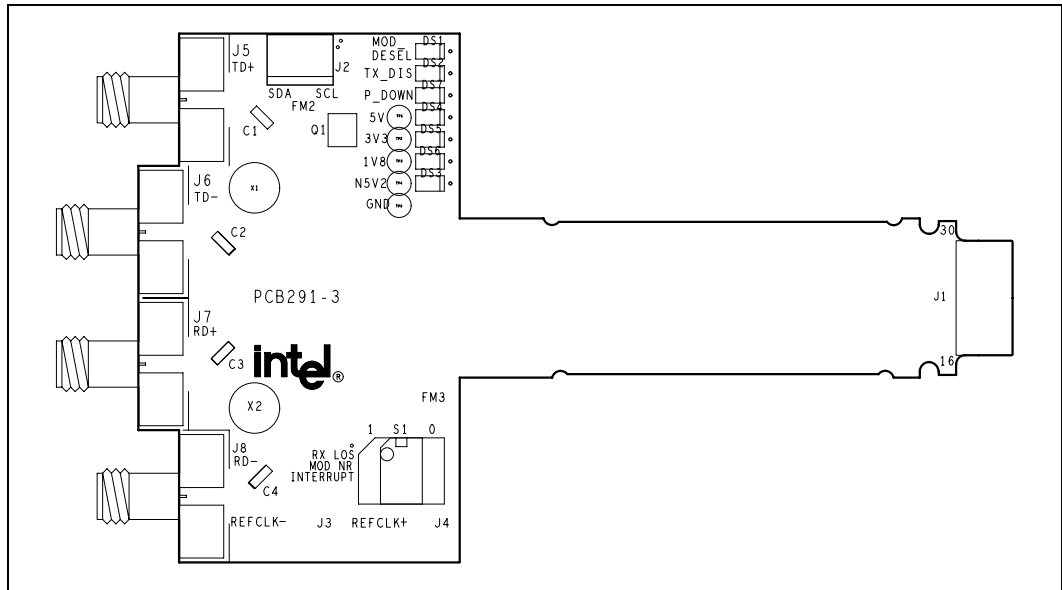 J5
TD+
J2
SDA SCL
FM2
MOD_
DESEL
DS1
TX_DIS
DS2
P_DOWN
DS7
5V
DS4
3V3
DS5
1V8
DS6
N5V2
DS3
GND
C1
Q1
J6
TD-
X1
C2
30
PCB291-3
J1
J7
RD+
C3
intel®
16
X2
FM3
1 S1 0
J8
RD-
RX LOS
MOD NR
INTERRUPT
C4
REFCLK- J3 REFCLK+ J4